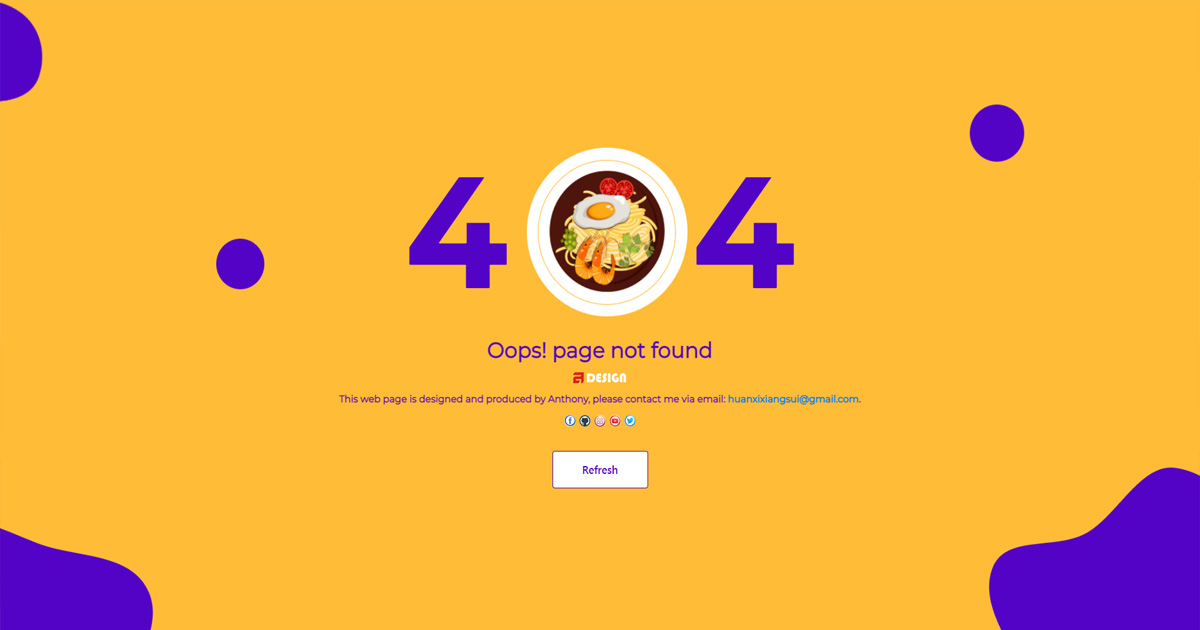 4 4
Oops! page not found
a DESIGN
This web page is designed and produced by Anthony, please contact me via email: huanxixiangsui@gmail.com.
Refresh